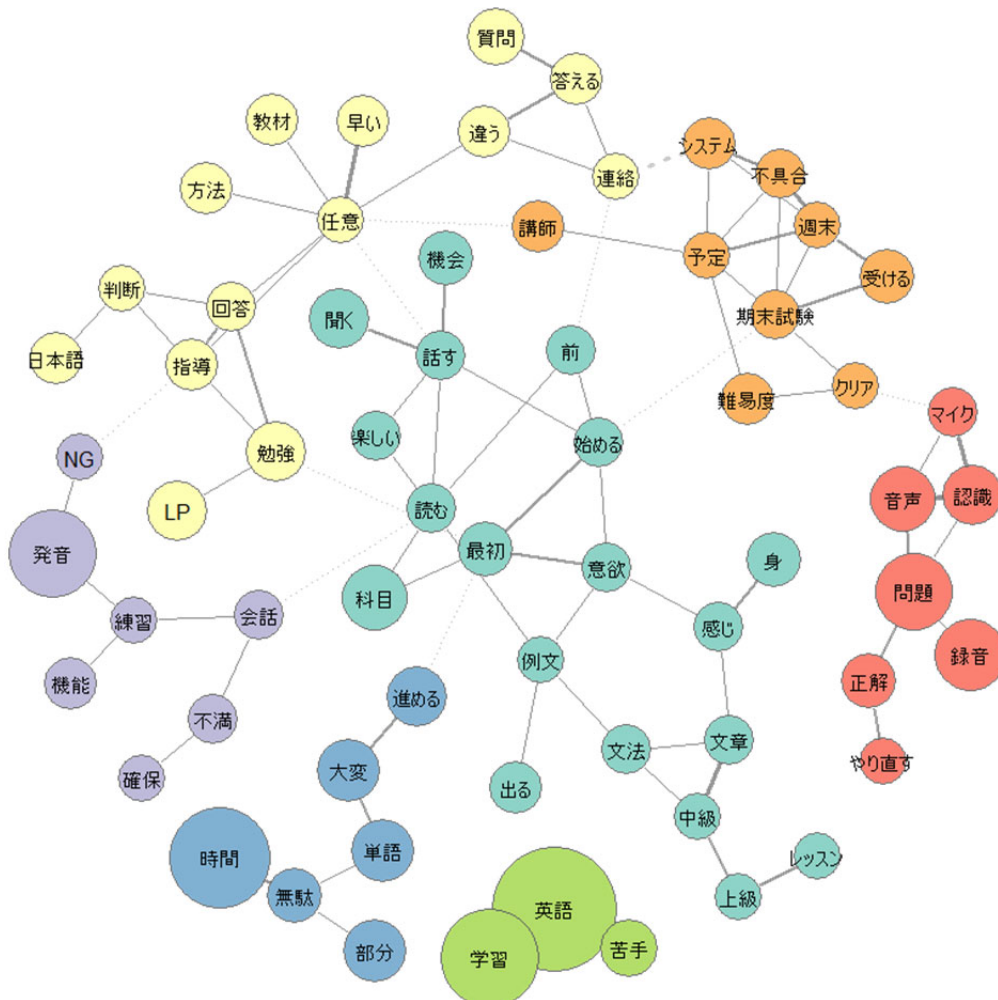 質問
答える
教材
早い
違う
システム
連絡
不具合
方法
任意
講師
週末
機会
予定
受ける
判断
回答
聞く
期末試験
日本語
指導
話す
前
難易度
クリア
マイク
NG
勉強
楽しい
始める
LP
読む
音声
認識
発音
最初
意欲
身
問題
練習
会話
科目
感じ
録音
機能
例文
正解
不満
進める
文法
文章
やり直す
確保
大変
出る
中級
時間
単語
レッスン
無駄
上級
英語
部分
学習
苦手